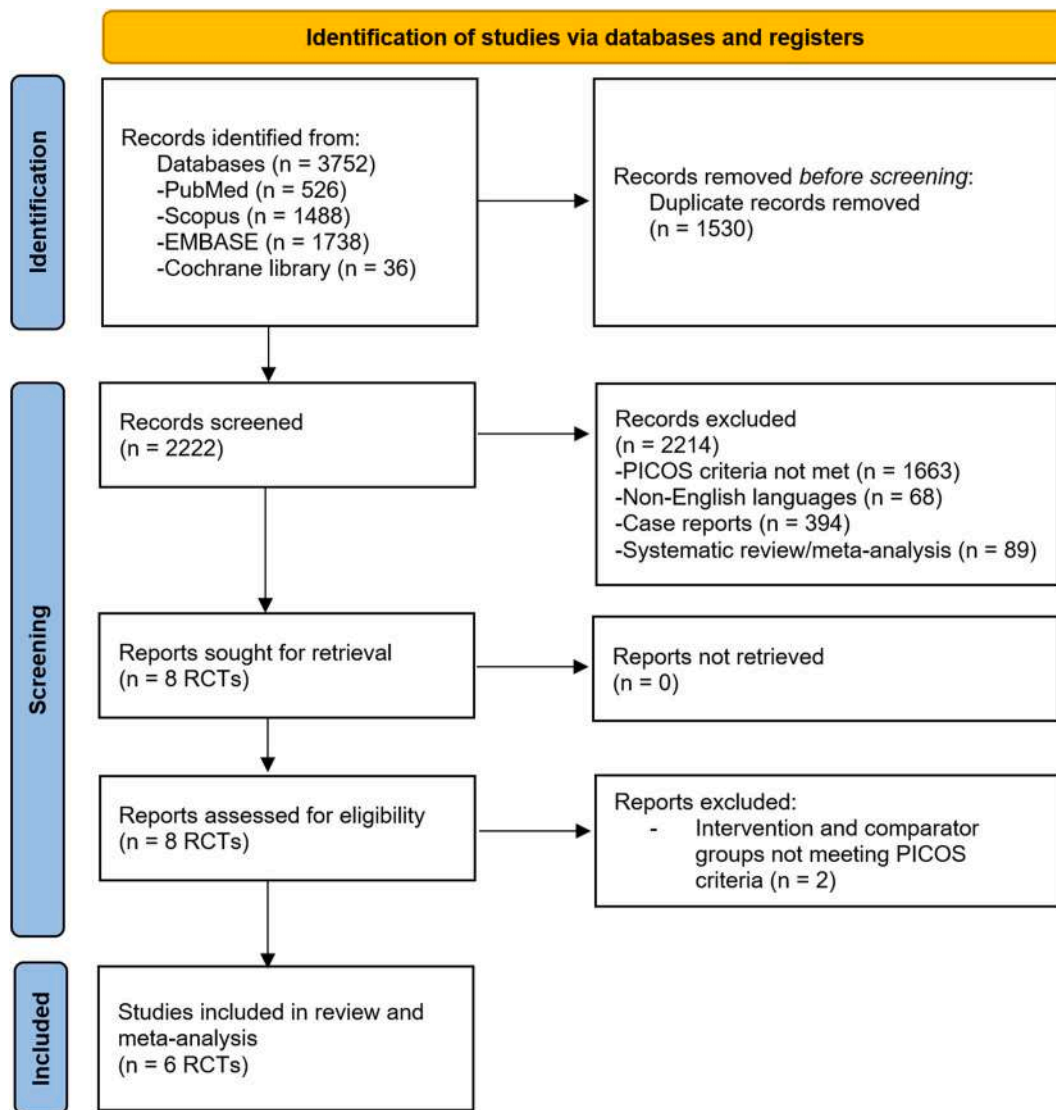 Identification of studies via databases and registers
Identification
Records identified from:
Databases (n = 3752)
-PubMed (n = 526)
-Scopus (n = 1488)
-EMBASE (n = 1738)
-Cochrane library (n = 36)
Records removed before screening:
Duplicate records removed
(n = 1530)
Screening
Records screened
(n = 2222)
Records excluded
(n = 2214)
-PICOS criteria not met (n = 1663)
-Non-English languages (n = 68)
-Case reports (n = 394)
-Systematic review/meta-analysis (n = 89)
Reports sought for retrieval
(n = 8 RCTs)
Reports not retrieved
(n = 0)
Reports assessed for eligibility
(n = 8 RCTs)
Reports excluded:
- Intervention and comparator
groups not meeting PICOS
criteria (n = 2)
Included
Studies included in review and
meta-analysis
(n = 6 RCTs)